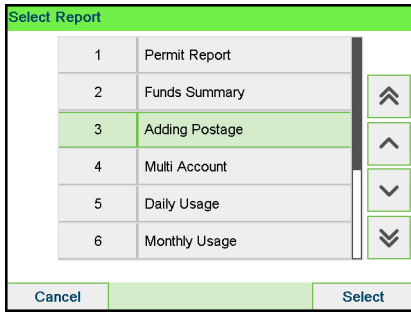 Select Report
1 Permit Report
2 Funds Summary
3 Adding Postage
4 Multi Account
5 Daily Usage
6 Monthly Usage
Cancel Select